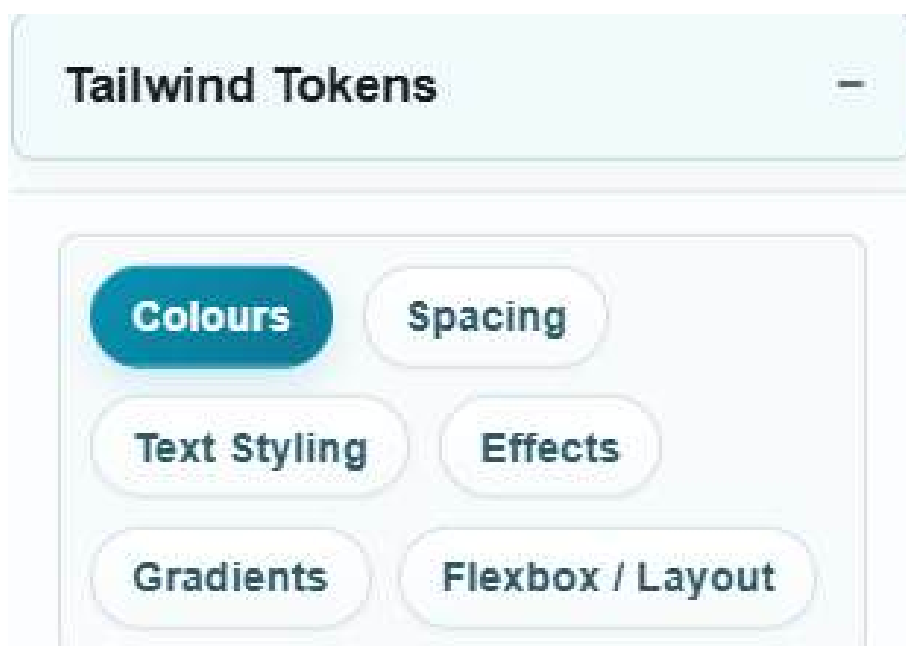 Tailwind Tokens –
Colours Spacing
Text Styling Effects
Gradients Flexbox / Layout